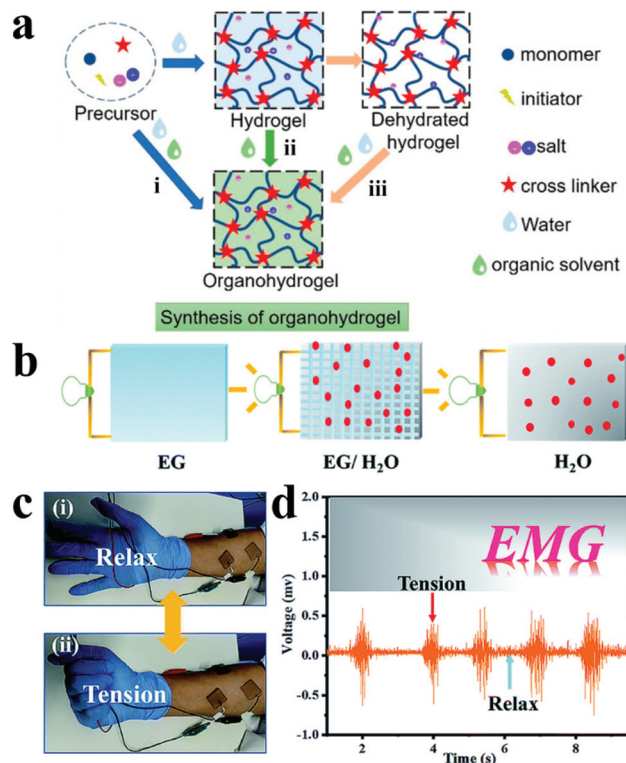 a
Precursor
Hydrogel
Dehydrated
hydrogel
i
ii
iii
Organohydrogel
Synthesis of organohydrogel
monomer
initiator
salt
cross linker
Water
organic solvent
b
EG
EG/ H₂O
H₂O
c
(i)
Relax
(ii)
Tension
d
Voltage (mv)
2.0
1.5
1.0
0.5
0.0
-0.5
-1.0
EMG
Tension
Relax
2
4
6
8
Time (s)